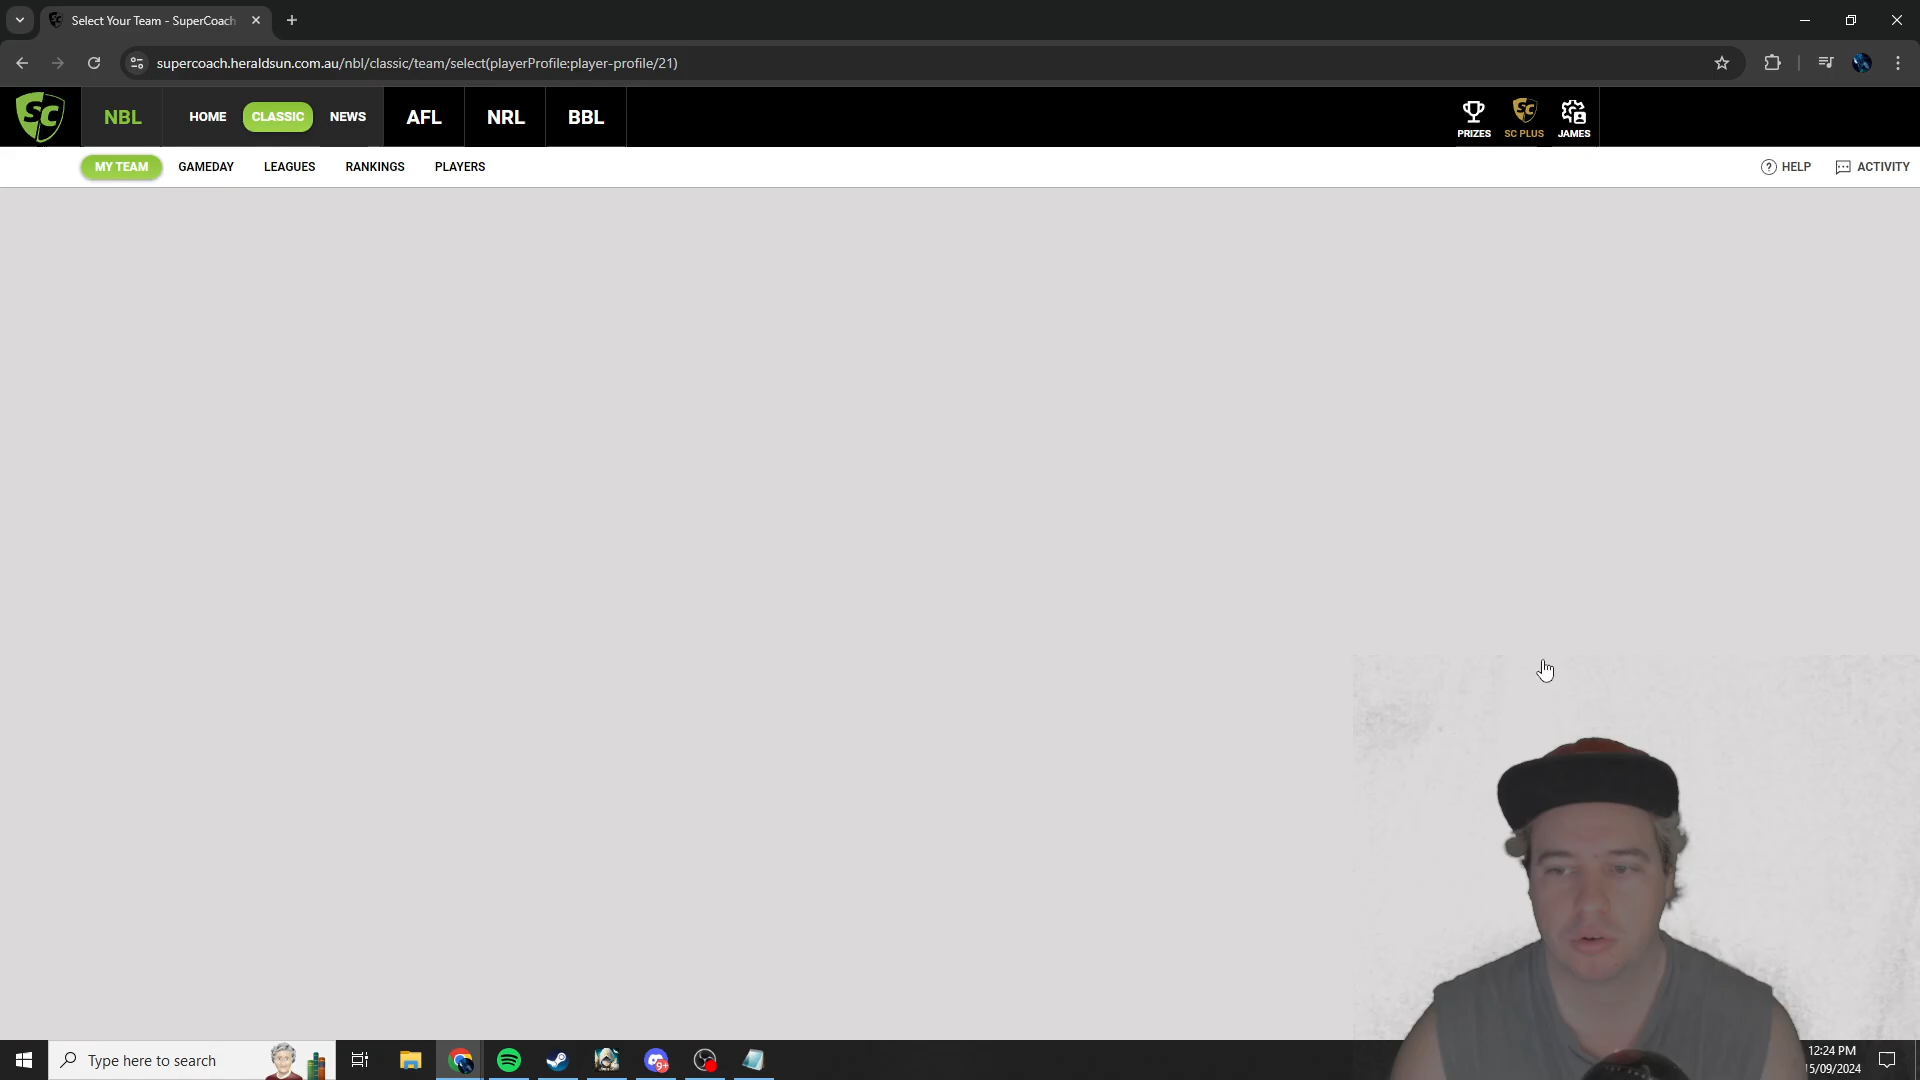 Select Your Team - SuperCoach
supercoach.heraldsun.com.au/nbl/classic/team/select(playerProfile:player-profile/21)
SC
NBL
HOME
CLASSIC
NEWS
AFL
NRL
BBL
PRIZES
SC PLUS
JAMES
MY TEAM
GAMEDAY
LEAGUES
RANKINGS
PLAYERS
HELP
ACTIVITY
Type here to search
9+
12:24 PM
5/09/2024